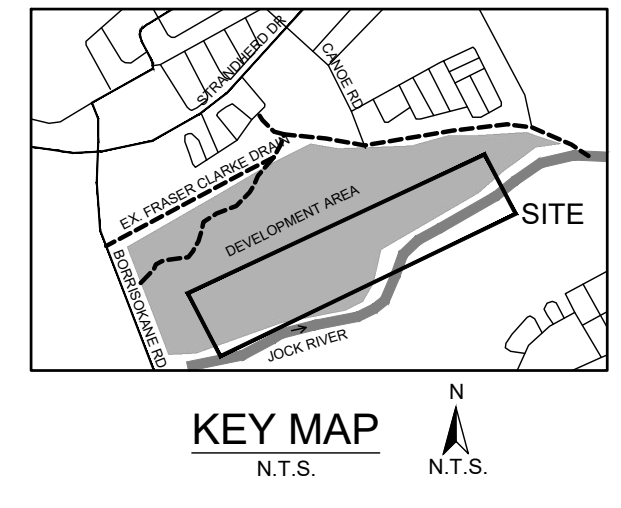 STRANDHERD DR
CANOE RD
EX. FRASER CLARKE DRAIN
DEVELOPMENT AREA
SITE
BORRISOKANE RD
JOCK RIVER
KEY MAP
N.T.S.
N
N.T.S.